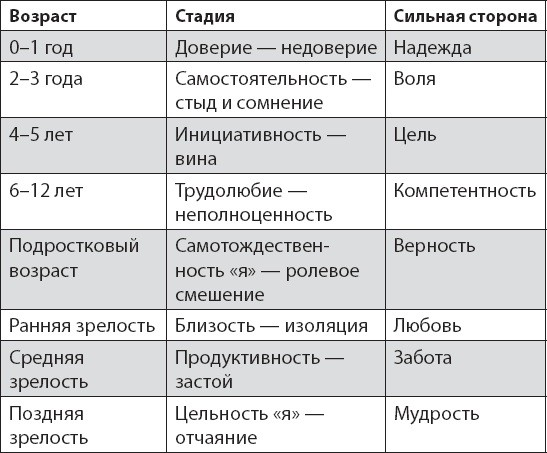 Возраст Стадия Сильная сторона
0–1 год Доверие — недоверие Надежда
2–3 года Самостоятельность — Воля
стыд и сомнение
4–5 лет Инициативность — Цель
вина
6–12 лет Трудолюбие — Компетентность
неполноценность
Подростковый Самотождествен- Верность
возраст ность «я» — ролевое
смешение
Ранняя зрелость Близость — изоляция Любовь
Средняя Продуктивность — Забота
зрелость застой
Поздняя Цельность «я» — Мудрость
зрелость отчаяние